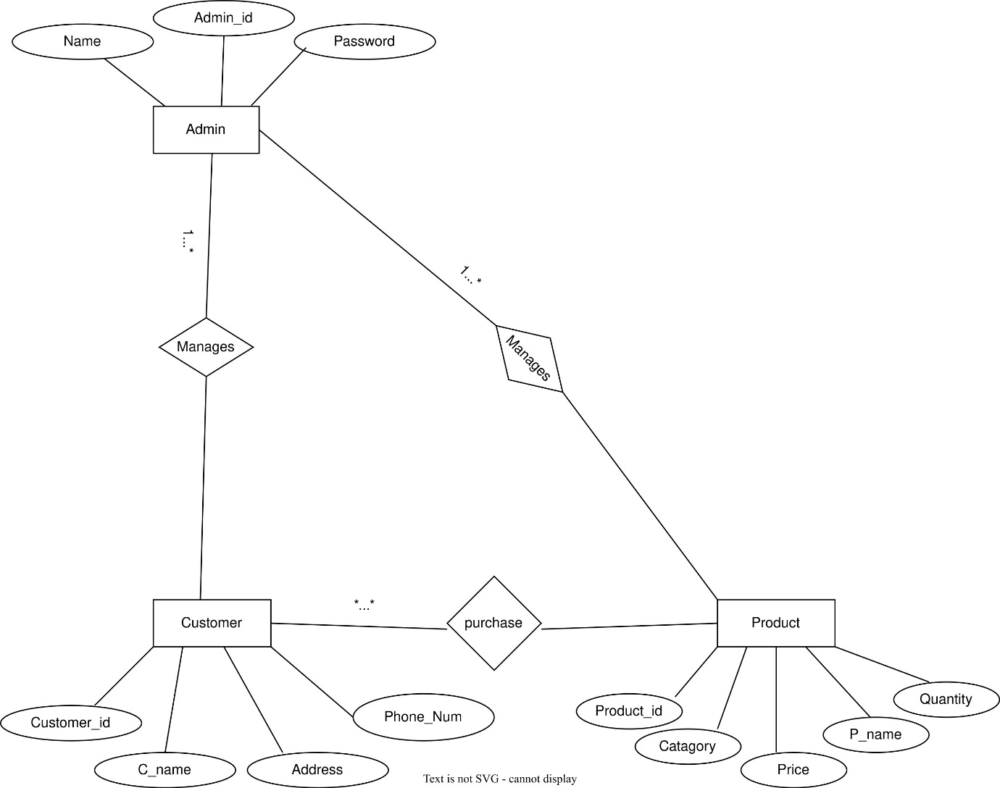 Admin_id
Name
Password
Admin
1...*
1...*
Manages
Manages
*...*
Customer
purchase
Product
Customer_id
C_name
Address
Phone_Num
Product_id
Catagory
Price
P_name
Quantity
Text is not SVG - cannot display